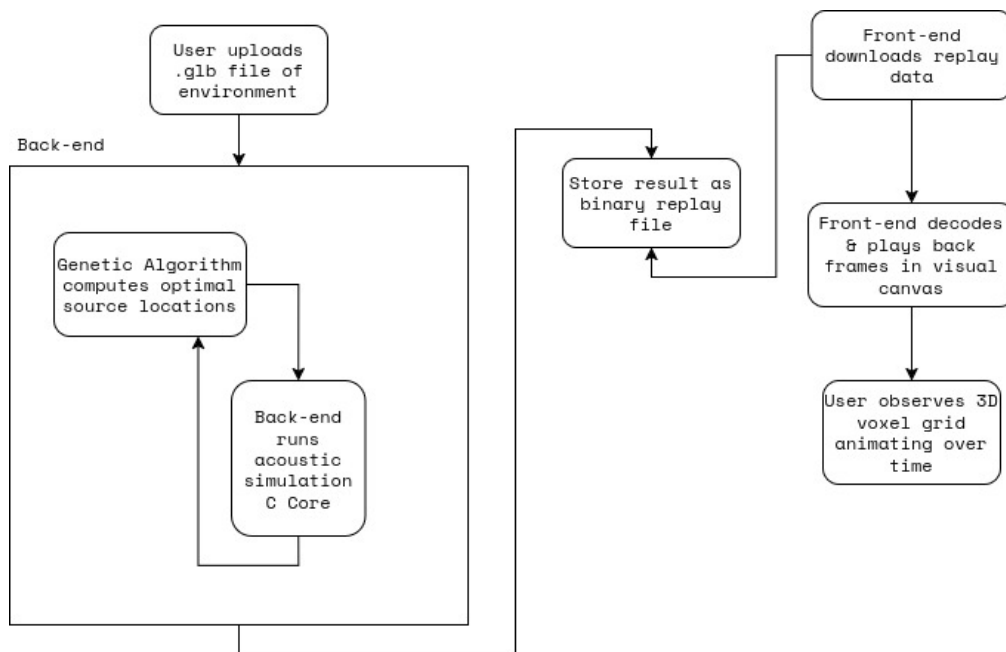 User uploads
.glb file of
environment
Back-end
Genetic Algorithm
computes optimal
source locations
Back-end
runs
acoustic
simulation
C Core
Store result as
binary replay
file
Front-end
downloads replay
data
Front-end decodes
& plays back
frames in visual
canvas
User observes 3D
voxel grid
animating over
time